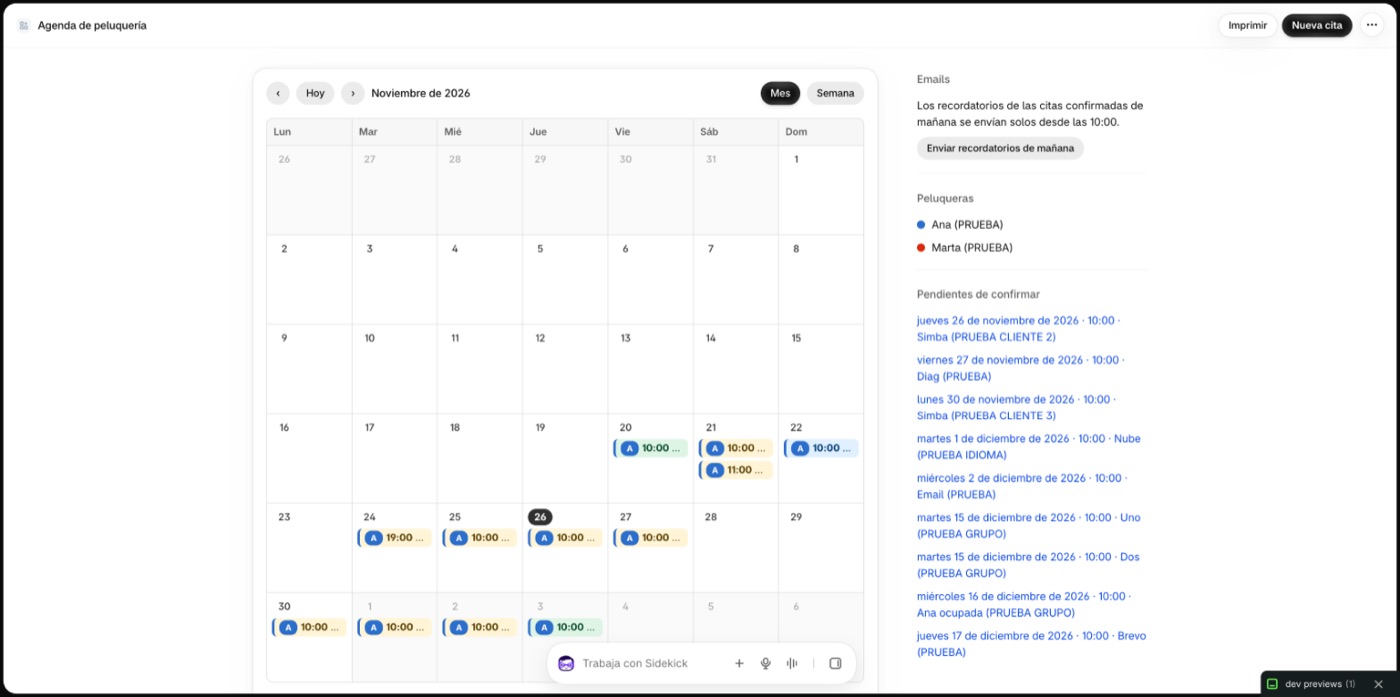 Agenda de peluquería
Imprimir
Nueva cita
‹ Hoy › Noviembre de 2026
Mes Semana
Lun Mar Mié Jue Vie Sáb Dom
26 27 28 29 30 31 1
2 3 4 5 6 7 8
9 10 11 12 13 14 15
16 17 18 19 20 21 22
A 10:00 ... A 10:00 ... A 10:00 ...
A 11:00 ...
23 24 25 26 27 28 29
A 19:00 ... A 10:00 ... A 10:00 ... A 10:00 ...
30 1 2 3 4 5 6
A 10:00 ... A 10:00 ... A 10:00 ... A 10:00 ...
Emails
Los recordatorios de las citas confirmadas de
mañana se envían solos desde las 10:00.
Enviar recordatorios de mañana
Peluqueras
Ana (PRUEBA)
Marta (PRUEBA)
Pendientes de confirmar
jueves 26 de noviembre de 2026 · 10:00 ·
Simba (PRUEBA CLIENTE 2)
viernes 27 de noviembre de 2026 · 10:00 ·
Diag (PRUEBA)
lunes 30 de noviembre de 2026 · 10:00 ·
Simba (PRUEBA CLIENTE 3)
martes 1 de diciembre de 2026 · 10:00 · Nube
(PRUEBA IDIOMA)
miércoles 2 de diciembre de 2026 · 10:00 ·
Email (PRUEBA)
martes 15 de diciembre de 2026 · 10:00 · Uno
(PRUEBA GRUPO)
martes 15 de diciembre de 2026 · 10:00 · Dos
(PRUEBA GRUPO)
miércoles 16 de diciembre de 2026 · 10:00 ·
Ana ocupada (PRUEBA GRUPO)
jueves 17 de diciembre de 2026 · 10:00 · Brevo
(PRUEBA)
Trabaja con Sidekick
dev previews (1)